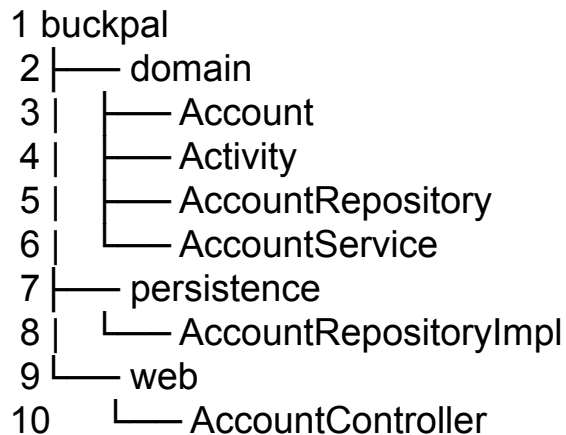 1 buckpal
2 ├── domain
3 |   ├── Account
4 |   ├── Activity
5 |   ├── AccountRepository
6 |   └── AccountService
7 ├── persistence
8 |   └── AccountRepositoryImpl
9 └── web
10    └── AccountController